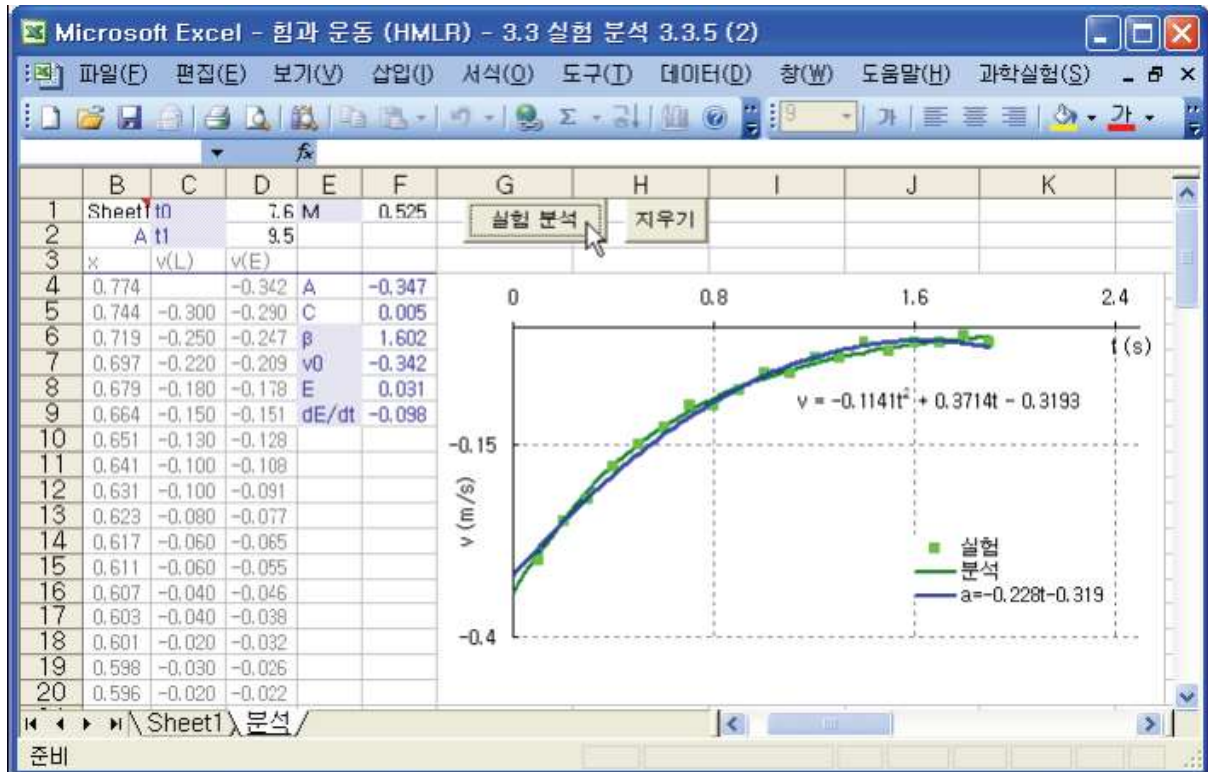 Microsoft Excel - 힘과 운동 (HMLR) - 3.3 실험 분석 3.3.5 (2)
파일(F) 편집(E) 보기(V) 삽입(I) 서식(O) 도구(T) 데이터(D) 창(W) 도움말(H) 과학실험(S)
9 가 가
fx
B C D E F G H I J K
1 Sheet1 t0 7.6 M 0.525 실험 분석 지우기
2 A t1 9.5
3 x v(L) v(E)
4 0.774 -0.342 A -0.347
5 0.744 -0.300 -0.290 C 0.005
6 0.719 -0.250 -0.247 β 1.602
7 0.697 -0.220 -0.209 v0 -0.342
8 0.679 -0.180 -0.178 E 0.031
9 0.664 -0.150 -0.151 dE/dt -0.098
10 0.651 -0.130 -0.128
11 0.641 -0.100 -0.108
12 0.631 -0.100 -0.091
13 0.623 -0.080 -0.077
14 0.617 -0.060 -0.065
15 0.611 -0.060 -0.055
16 0.607 -0.040 -0.046
17 0.603 -0.040 -0.038
18 0.601 -0.020 -0.032
19 0.598 -0.030 -0.026
20 0.596 -0.020 -0.022
0 0.8 1.6 2.4
t (s)
v = -0.1141t² + 0.3714t - 0.3193
-0.15
v (m/s)
실험
분석
a=-0.228t-0.319
-0.4
Sheet1 분석
준비